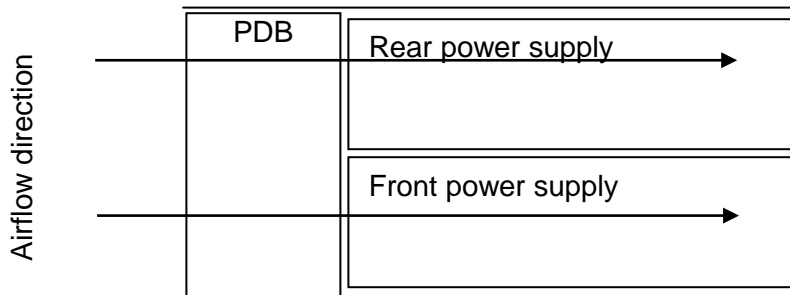 PDB
Rear power supply
Front power supply
Airflow direction